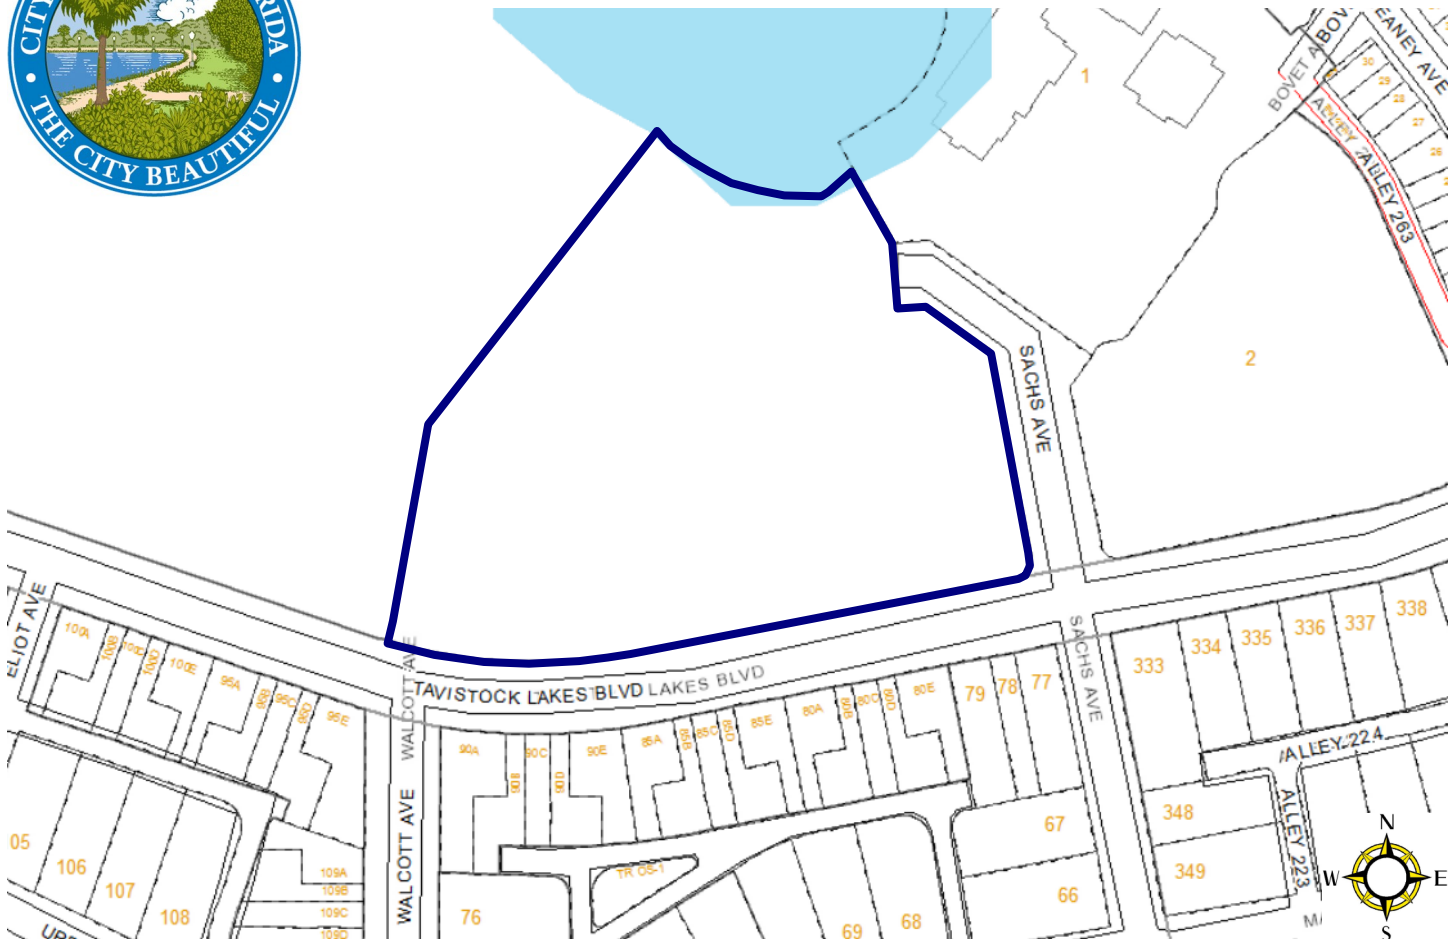 CITY
RIDA
THE CITY BEAUTIFUL
1
BOVET A
ABOV
EANEY AVE
30
29
28
27
26
ALLEY
ALLEY 263
SACHS AVE
2
ELIOT AVE
100A
100B
100D
100E
95A
95B
95C
95D
95E
WALCOTT AVE
TAVISTOCK LAKES BLVD
LAKES BLVD
SACHS AVE
338
337
336
335
334
333
77
78
79
80E
80D
80C
80B
80A
85E
85D
85C
85B
85A
90E
90D
90C
90B
90A
ALLEY 224
ALLEY 223
348
349
67
66
68
69
TR OS-1
76
WALCOTT AVE
05
106
107
108
109A
109B
109C
109D
N
W
E
S